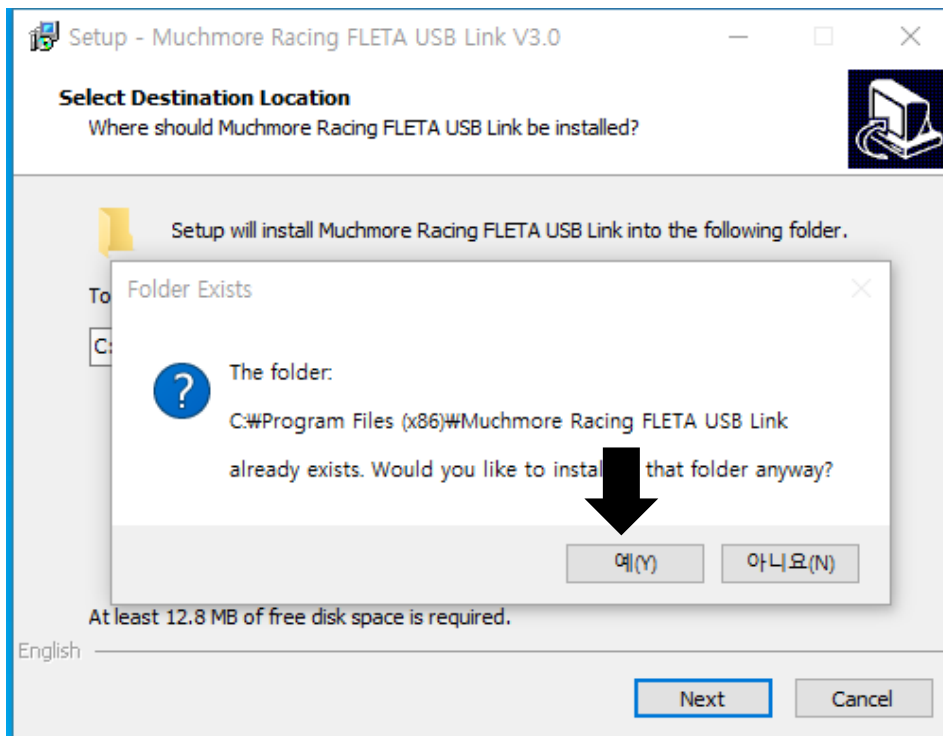 Setup - Muchmore Racing FLETA USB Link V3.0
Select Destination Location
Where should Muchmore Racing FLETA USB Link be installed?
Setup will install Muchmore Racing FLETA USB Link into the following folder.
To
Folder Exists
C:
The folder:
C:₩Program Files (x86)₩Muchmore Racing FLETA USB Link
already exists. Would you like to that folder anyway?
예(Y) 아니요(N)
At least 12.8 MB of free disk space is required.
English
Next Cancel